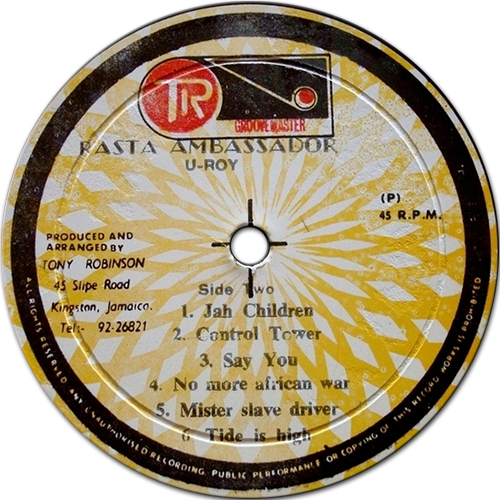 TR
GROOVEMASTER
RASTA AMBASSADOR
U-ROY
(P)
45 R.P.M.
PRODUCED AND
ARRANGED BY
TONY ROBINSON
45 Slipe Road
Kingston, Jamaica.
Tel:- 92-26821
Side Two
1. Jah Children
2. Control Tower
3. Say You
4. No more african war
5. Mister slave driver
6 Tide is high
ALL RIGHTS RESERVED. ANY UNAUTHORISED RECORDING. PUBLIC PERFORMANCE OR COPYING OF THIS RECORD WORKS IS PROHIBITED